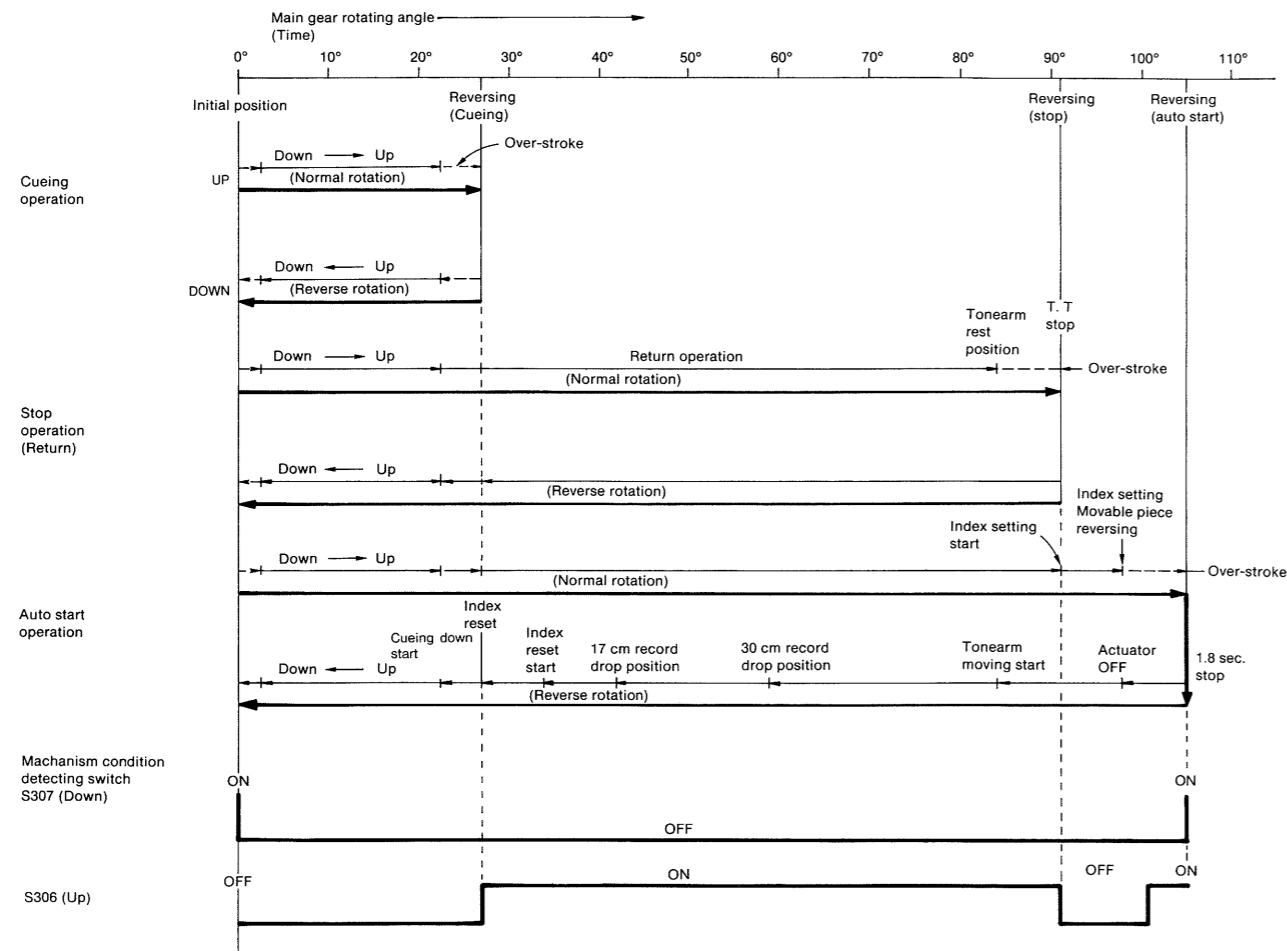 Main gear rotating angle
(Time)
0° 10° 20° 30° 40° 50° 60° 70° 80° 90° 100° 110°
Initial position
Reversing
(Cueing)
Reversing
(stop)
Reversing
(auto start)
Over-stroke
Down Up
(Normal rotation)
Cueing
operation
UP
Down Up
(Reverse rotation)
DOWN
Tonearm
rest
position
T. T
stop
Down Up
Return operation
Over-stroke
(Normal rotation)
Stop
operation
(Return)
Down Up
(Reverse rotation)
Index setting
start
Index setting
Movable piece
reversing
Down Up
(Normal rotation)
Over-stroke
Auto start
operation
Index
reset
Cueing down
start
Index
reset
start
17 cm record
drop position
30 cm record
drop position
Tonearm
moving start
Actuator
OFF
1.8 sec.
stop
Down Up
(Reverse rotation)
Machanism condition
detecting switch
S307 (Down)
ON
OFF
ON
S306 (Up)
OFF
ON
OFF
ON